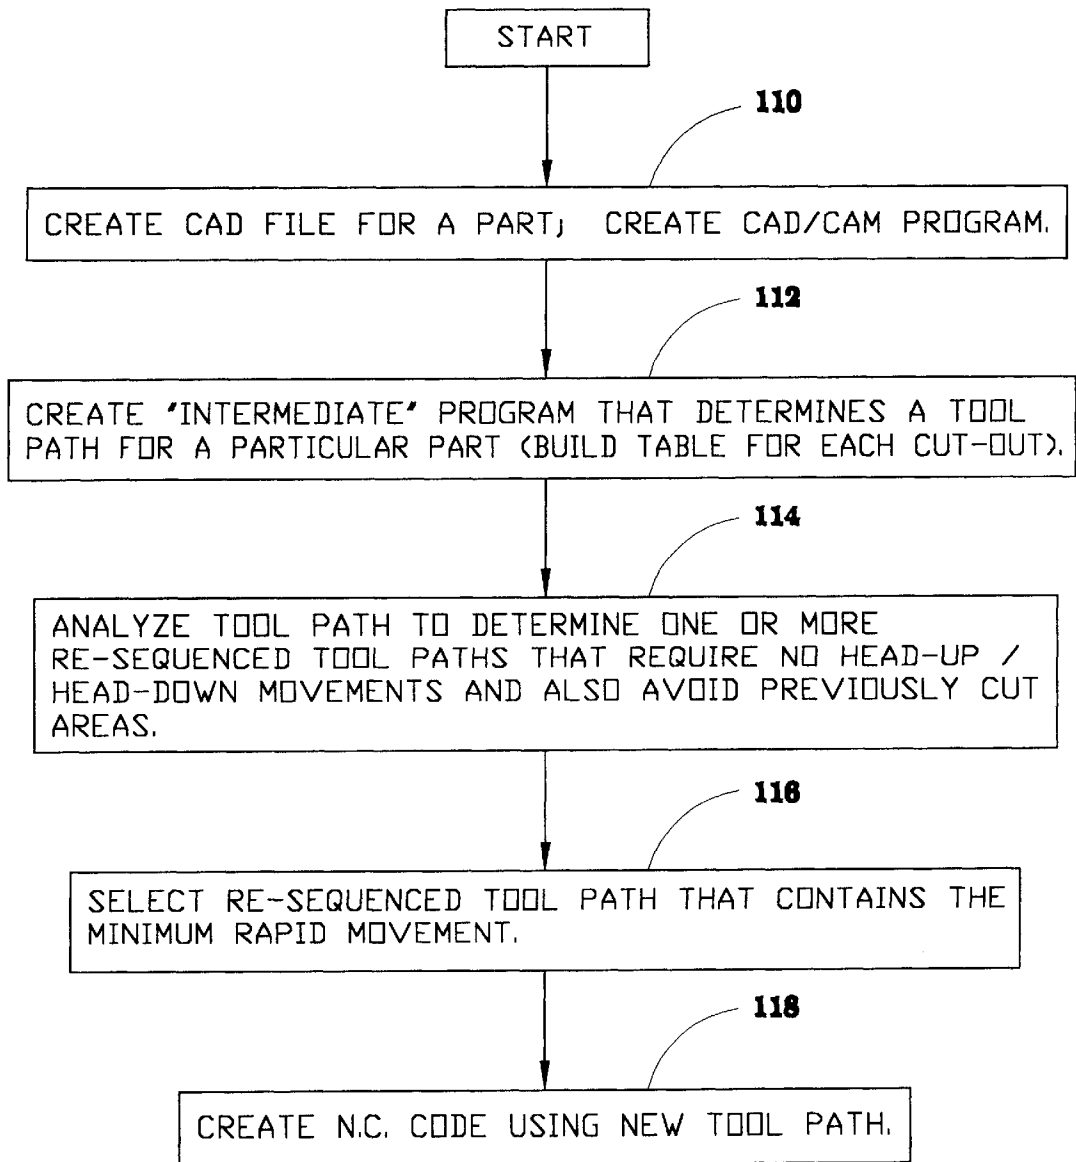 START
110
CREATE CAD FILE FOR A PART; CREATE CAD/CAM PROGRAM.
112
CREATE "INTERMEDIATE" PROGRAM THAT DETERMINES A TOOL
PATH FOR A PARTICULAR PART (BUILD TABLE FOR EACH CUT-OUT).
114
ANALYZE TOOL PATH TO DETERMINE ONE OR MORE
RE-SEQUENCED TOOL PATHS THAT REQUIRE NO HEAD-UP /
HEAD-DOWN MOVEMENTS AND ALSO AVOID PREVIOUSLY CUT
AREAS.
116
SELECT RE-SEQUENCED TOOL PATH THAT CONTAINS THE
MINIMUM RAPID MOVEMENT.
118
CREATE N.C. CODE USING NEW TOOL PATH.